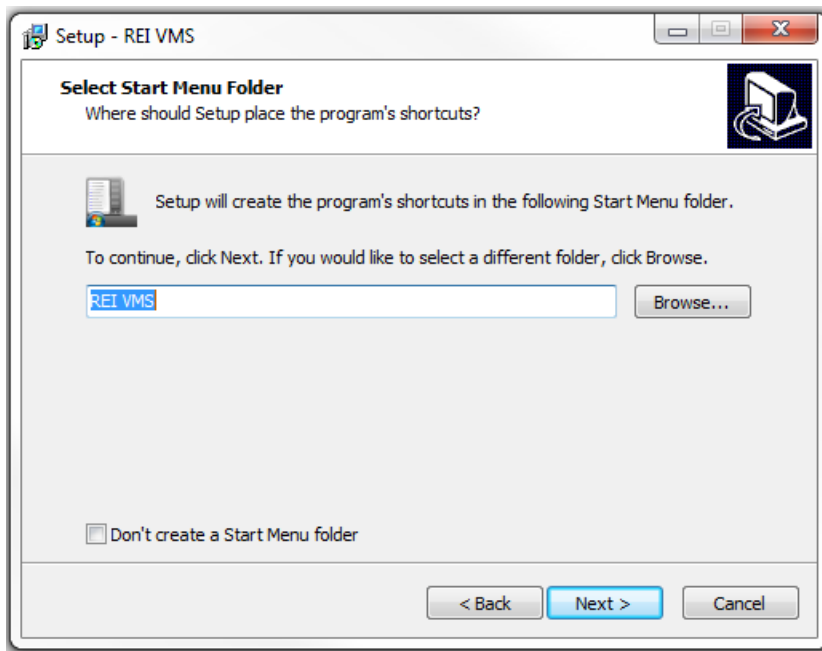 Setup - REI VMS
Select Start Menu Folder
Where should Setup place the program's shortcuts?
Setup will create the program's shortcuts in the following Start Menu folder.
To continue, click Next. If you would like to select a different folder, click Browse.
REI VMS
Browse...
Don't create a Start Menu folder
< Back
Next >
Cancel